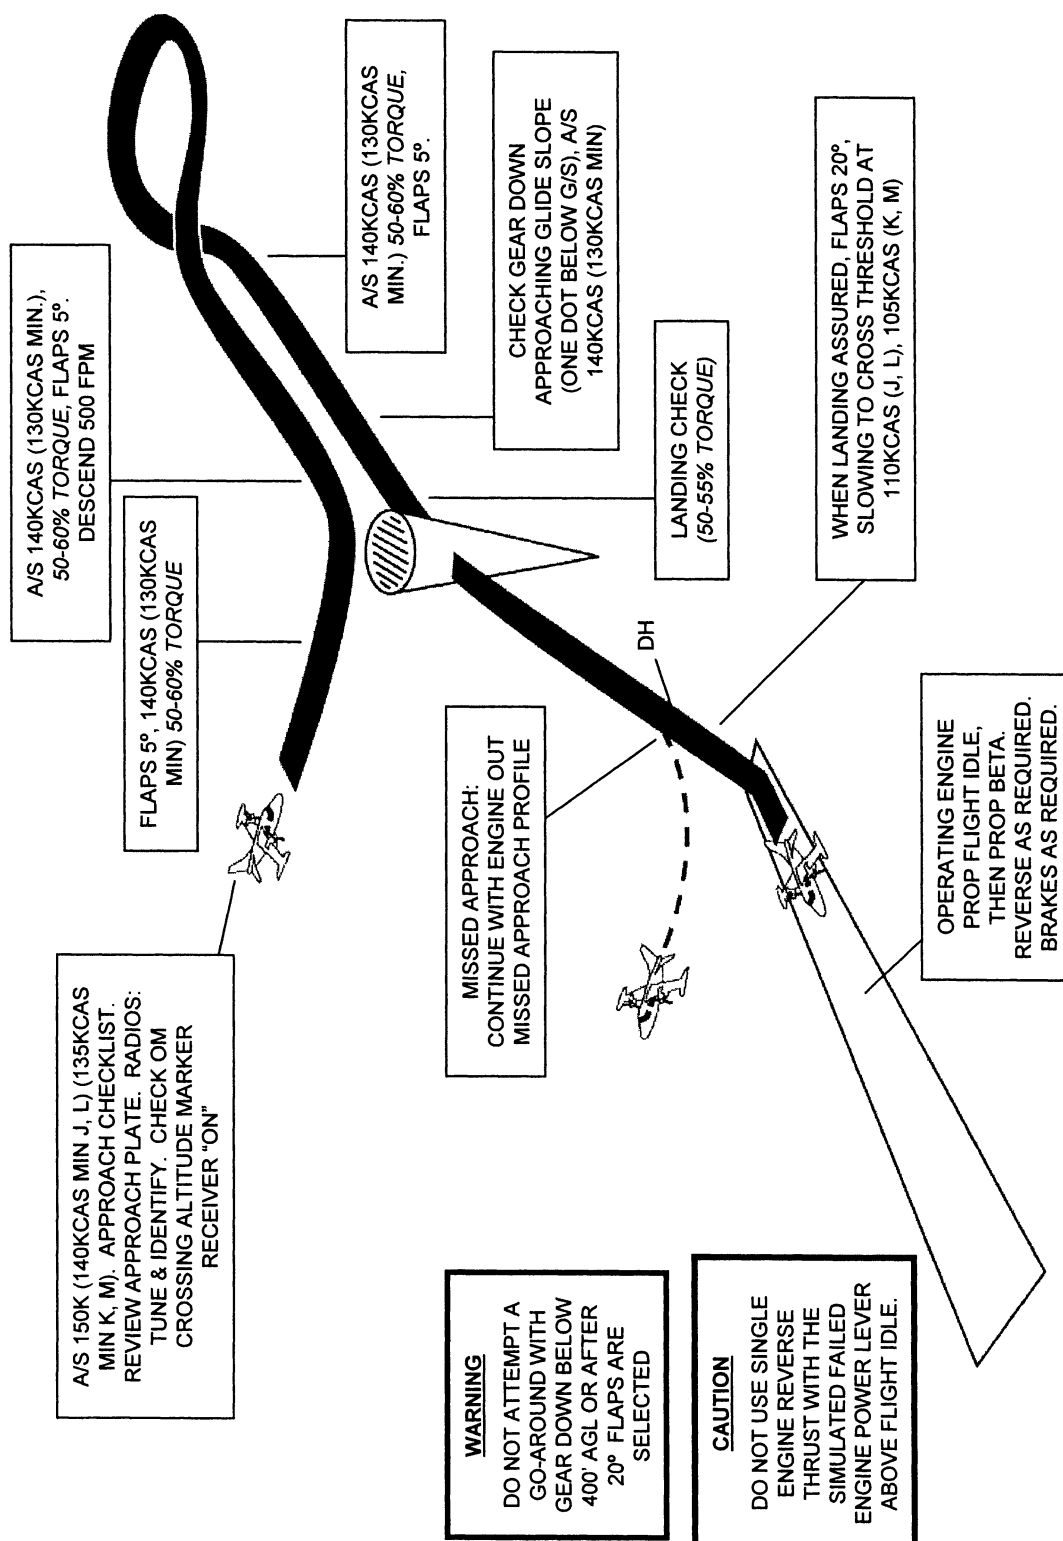 A/S 150K (140KCAS MIN J, L) (135KCAS
MIN K, M). APPROACH CHECKLIST.
REVIEW APPROACH PLATE. RADIOS:
TUNE & IDENTIFY. CHECK OM
CROSSING ALTITUDE MARKER
RECEIVER “ON”
FLAPS 5º, 140KCAS (130KCAS
MIN) 50-60% TORQUE
A/S 140KCAS (130KCAS MIN.),
50-60% TORQUE, FLAPS 5º.
DESCEND 500 FPM
A/S 140KCAS (130KCAS
MIN.) 50-60% TORQUE,
FLAPS 5º.
CHECK GEAR DOWN
APPROACHING GLIDE SLOPE
(ONE DOT BELOW G/S), A/S
140KCAS (130KCAS MIN)
LANDING CHECK
(50-55% TORQUE)
DH
MISSED APPROACH:
CONTINUE WITH ENGINE OUT
MISSED APPROACH PROFILE
WHEN LANDING ASSURED, FLAPS 20º,
SLOWING TO CROSS THRESHOLD AT
110KCAS (J, L), 105KCAS (K, M)
OPERATING ENGINE
PROP FLIGHT IDLE,
THEN PROP BETA.
REVERSE AS REQUIRED.
BRAKES AS REQUIRED.
WARNING
DO NOT ATTEMPT A
GO-AROUND WITH
GEAR DOWN BELOW
400' AGL OR AFTER
20º FLAPS ARE
SELECTED
CAUTION
DO NOT USE SINGLE
ENGINE REVERSE
THRUST WITH THE
SIMULATED FAILED
ENGINE POWER LEVER
ABOVE FLIGHT IDLE.